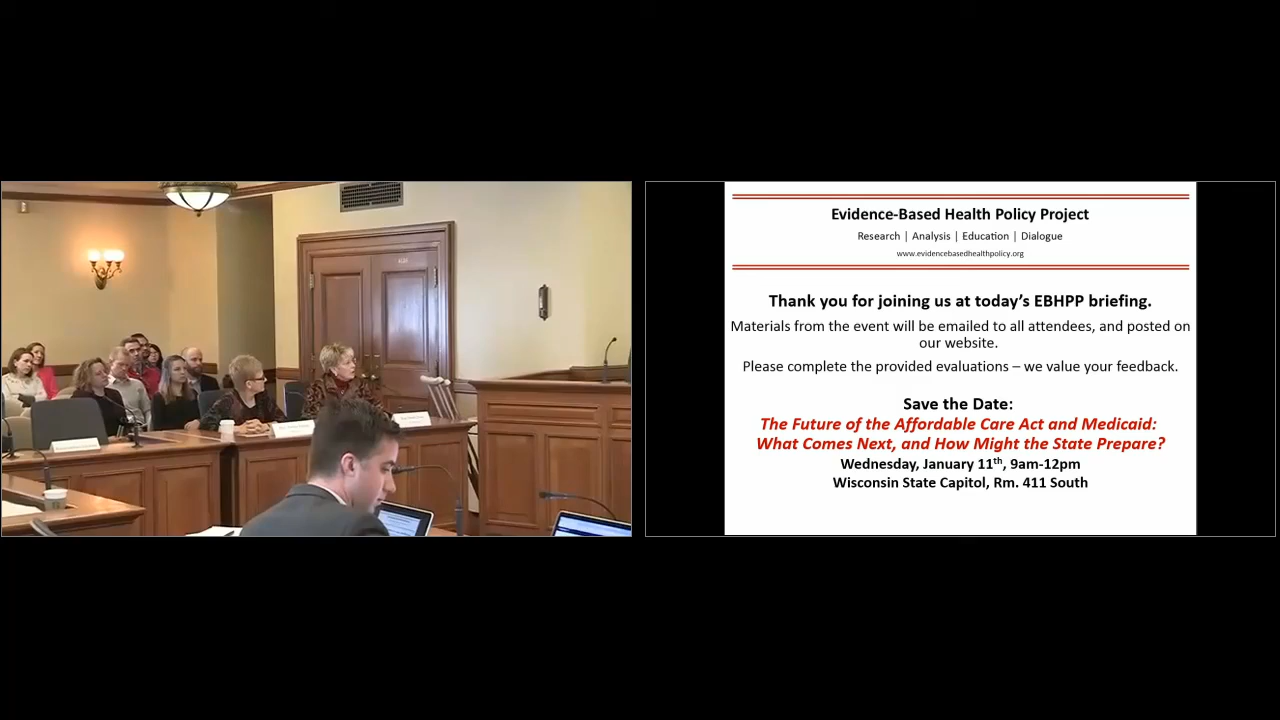 Evidence-Based Health Policy Project
Research | Analysis | Education | Dialogue
www.evidencebasedhealthpolicy.org
Thank you for joining us at today's EBHPP briefing.
Materials from the event will be emailed to all attendees, and posted on
our website.
Please complete the provided evaluations – we value your feedback.
Save the Date:
The Future of the Affordable Care Act and Medicaid:
What Comes Next, and How Might the State Prepare?
Wednesday, January 11th, 9am-12pm
Wisconsin State Capitol, Rm. 411 South